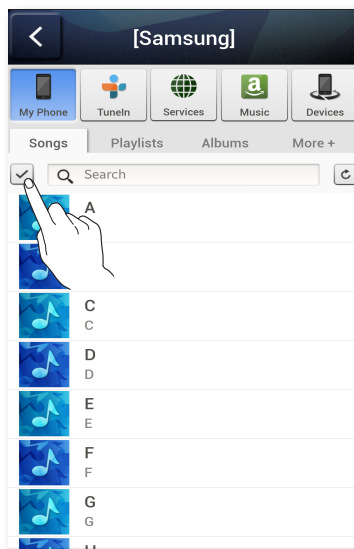 [Samsung]
My Phone TuneIn Services Music Devices
Songs Playlists Albums More +
Search
A
C
C
D
D
E
E
F
F
G
G